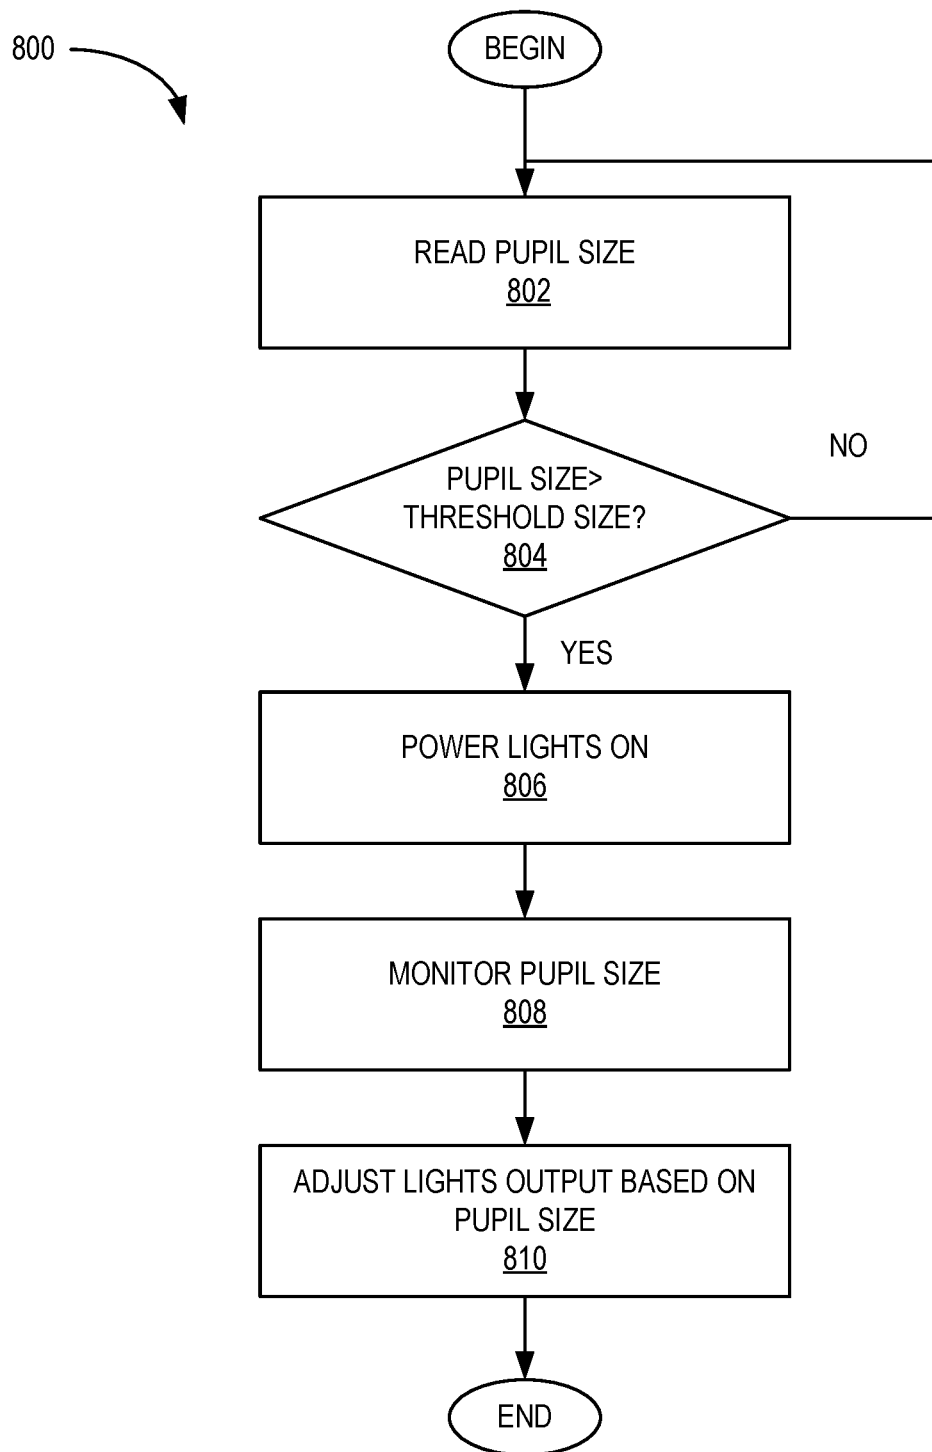 800
BEGIN
READ PUPIL SIZE
802
PUPIL SIZE>
THRESHOLD SIZE?
804
NO
YES
POWER LIGHTS ON
806
MONITOR PUPIL SIZE
808
ADJUST LIGHTS OUTPUT BASED ON
PUPIL SIZE
810
END